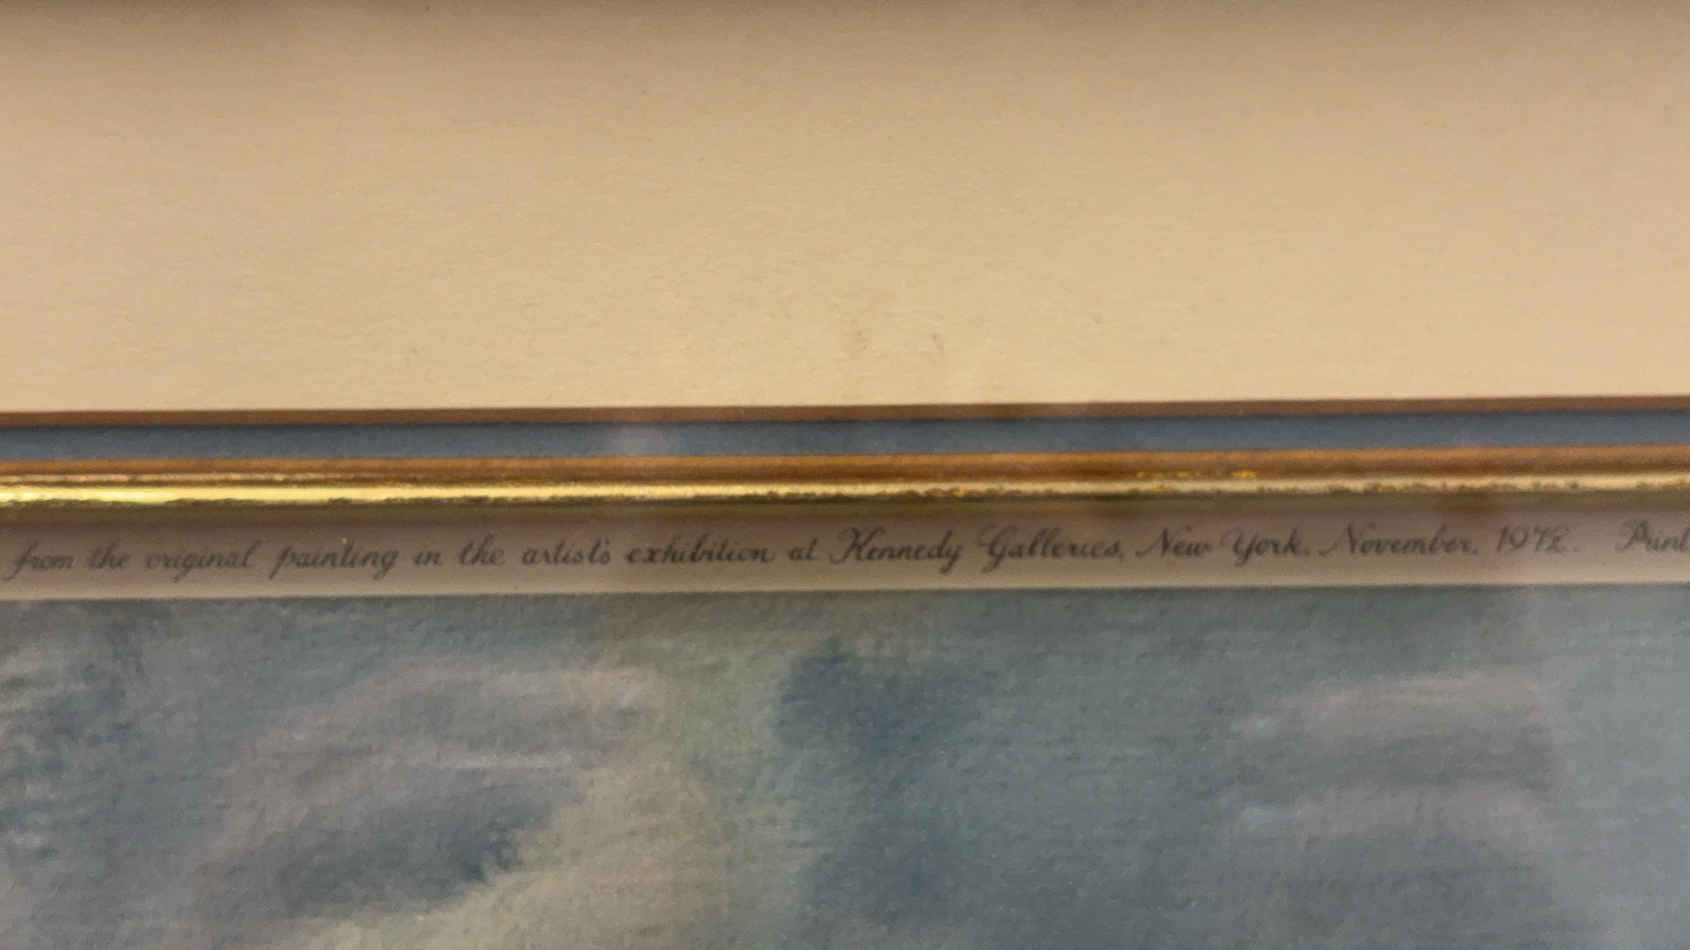 from the original painting in the artist's exhibition at Kennedy Galleries, New York, November,